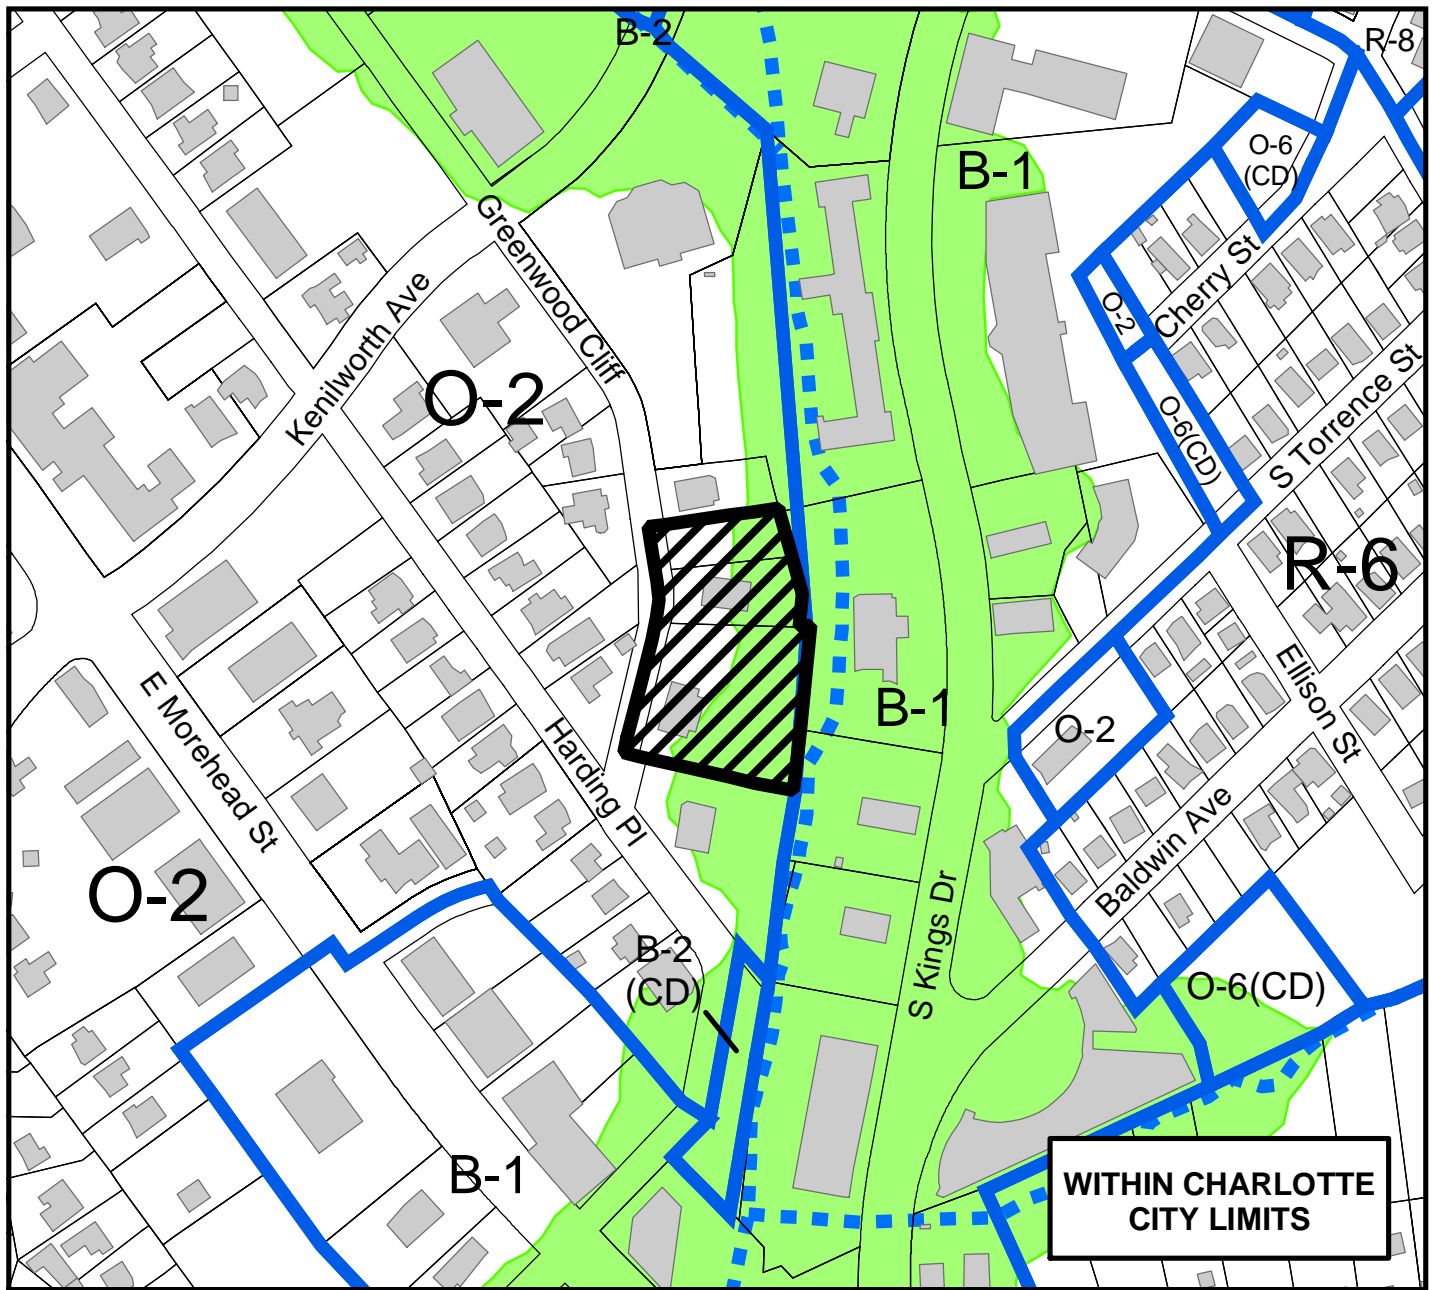 B-2
R-8
O-6
(CD)
B-1
Greenwood Cliff
Cherry St
O-2
Kenilworth Ave
O-2
S Torrence St
O-6(CD)
R-6
E Morehead St
Harding Pl
B-1
O-2
Ellison St
Baldwin Ave
O-2
S Kings Dr
B-2
(CD)
O-6(CD)
B-1
WITHIN CHARLOTTE
CITY LIMITS